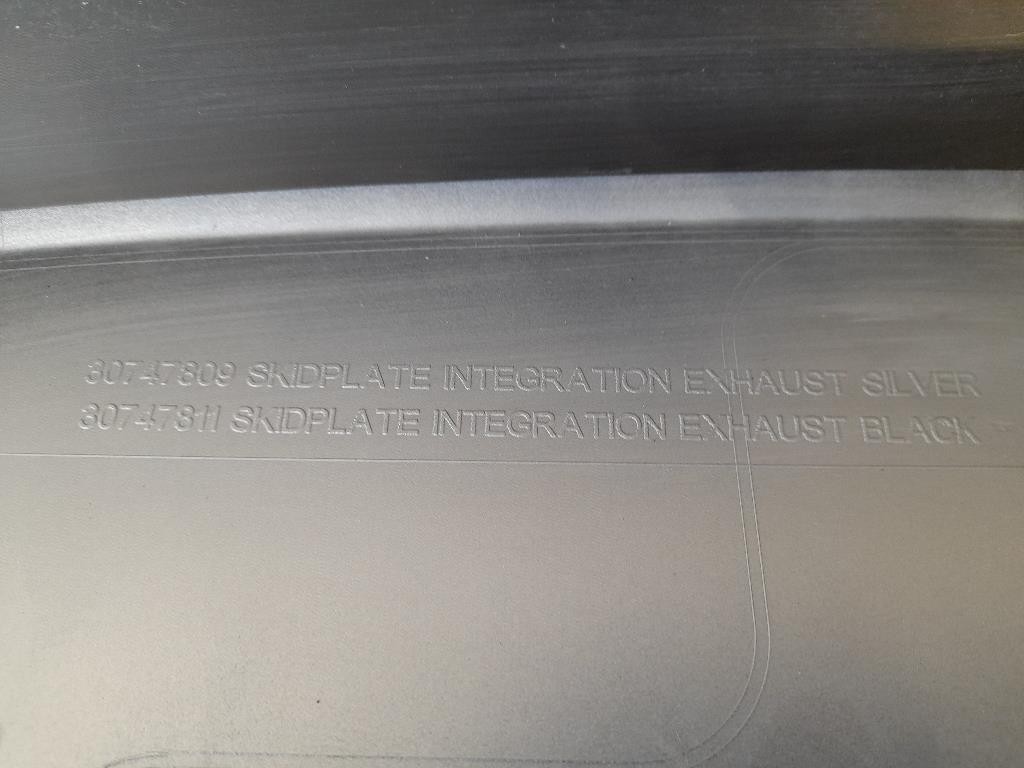 30747809 SKIDPLATE INTEGRATION EXHAUST SILVER
30747811 SKIDPLATE INTEGRATION EXHAUST BLACK